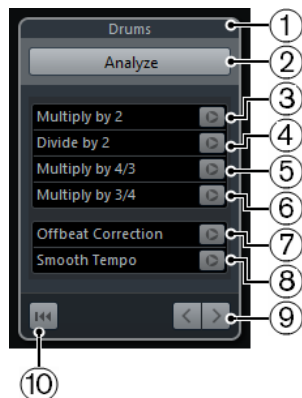 Drums ①
Analyze ②
Multiply by 2 ③
Divide by 2 ④
Multiply by 4/3 ⑤
Multiply by 3/4 ⑥
Offbeat Correction ⑦
Smooth Tempo ⑧
⑨
⑩